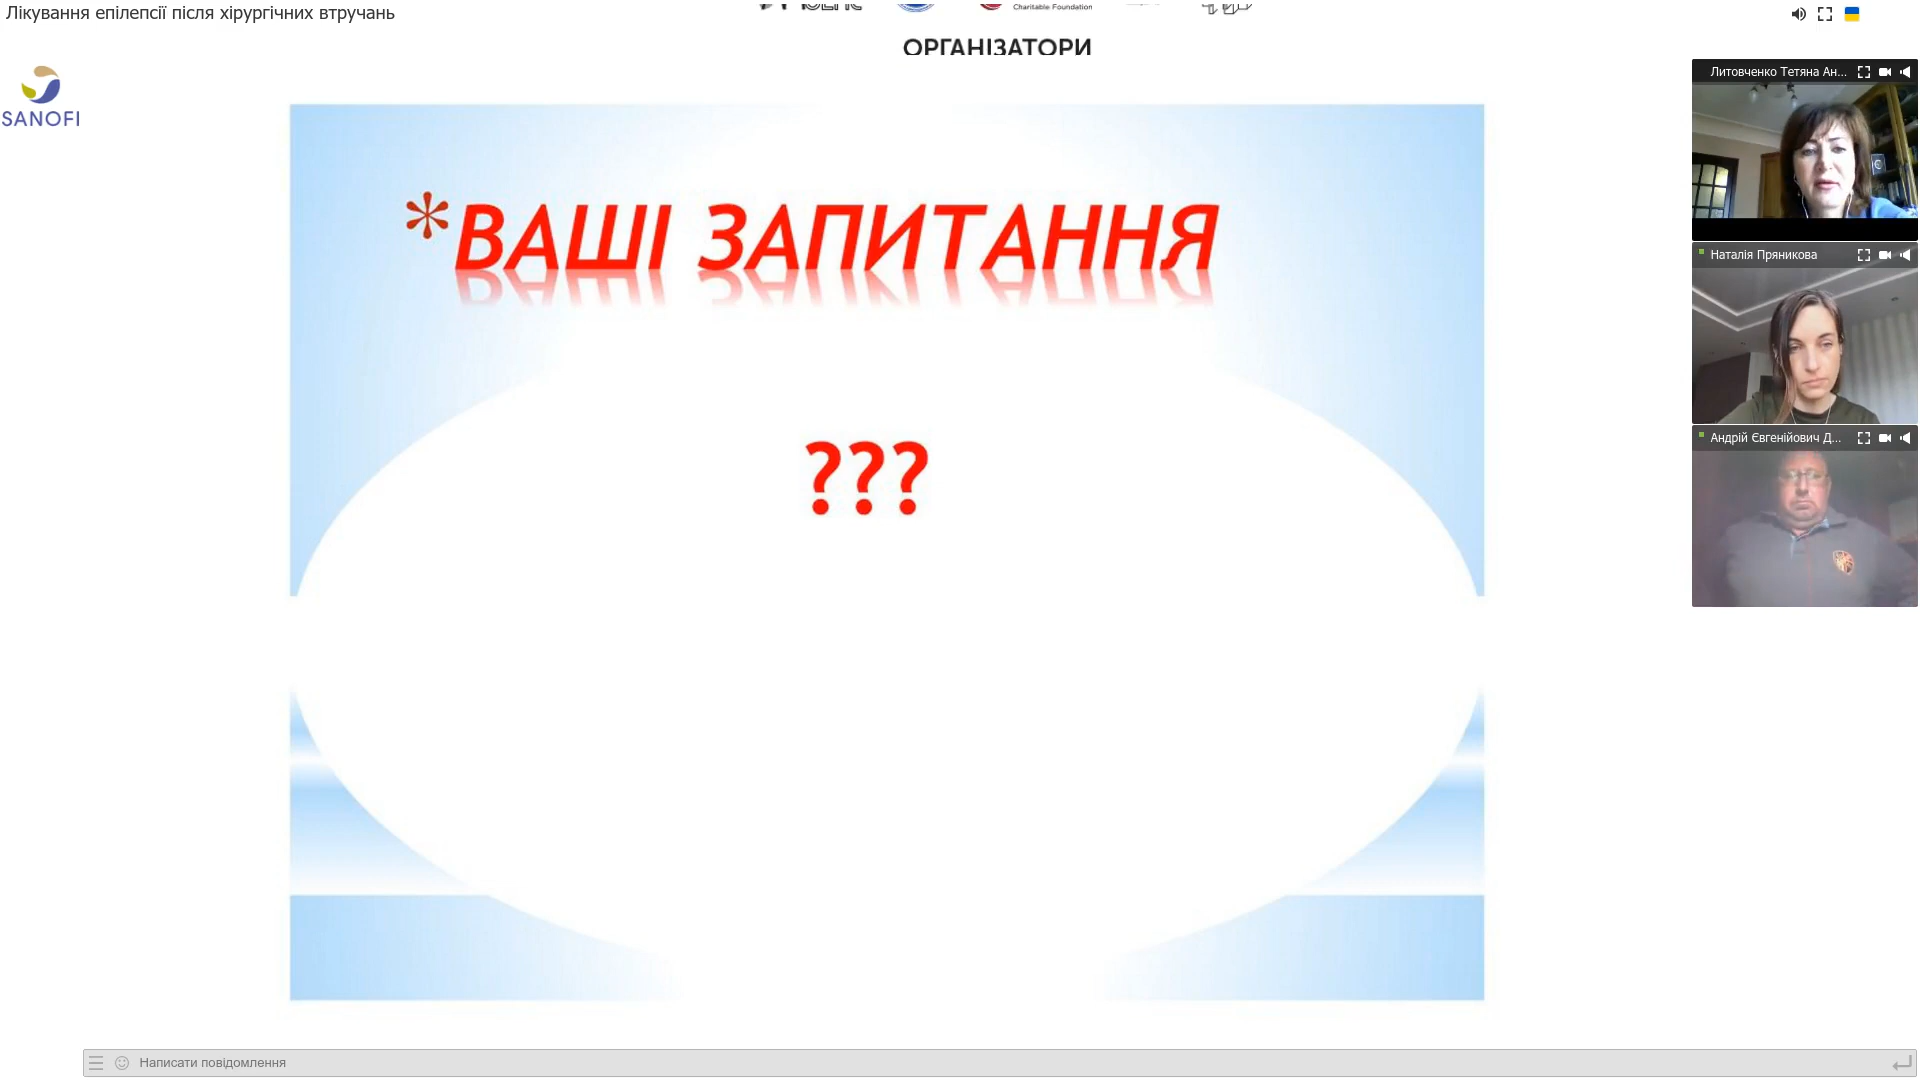 Лікування епілепсії після хірургічних втручань
Charitable Foundation
ОРГАНІЗАТОРИ
SANOFI
Литовченко Тетяна Ан...
*ВАШІ ЗАПИТАННЯ
Наталія Пряникова
???
Андрій Євгенійович Д...
Написати повідомлення